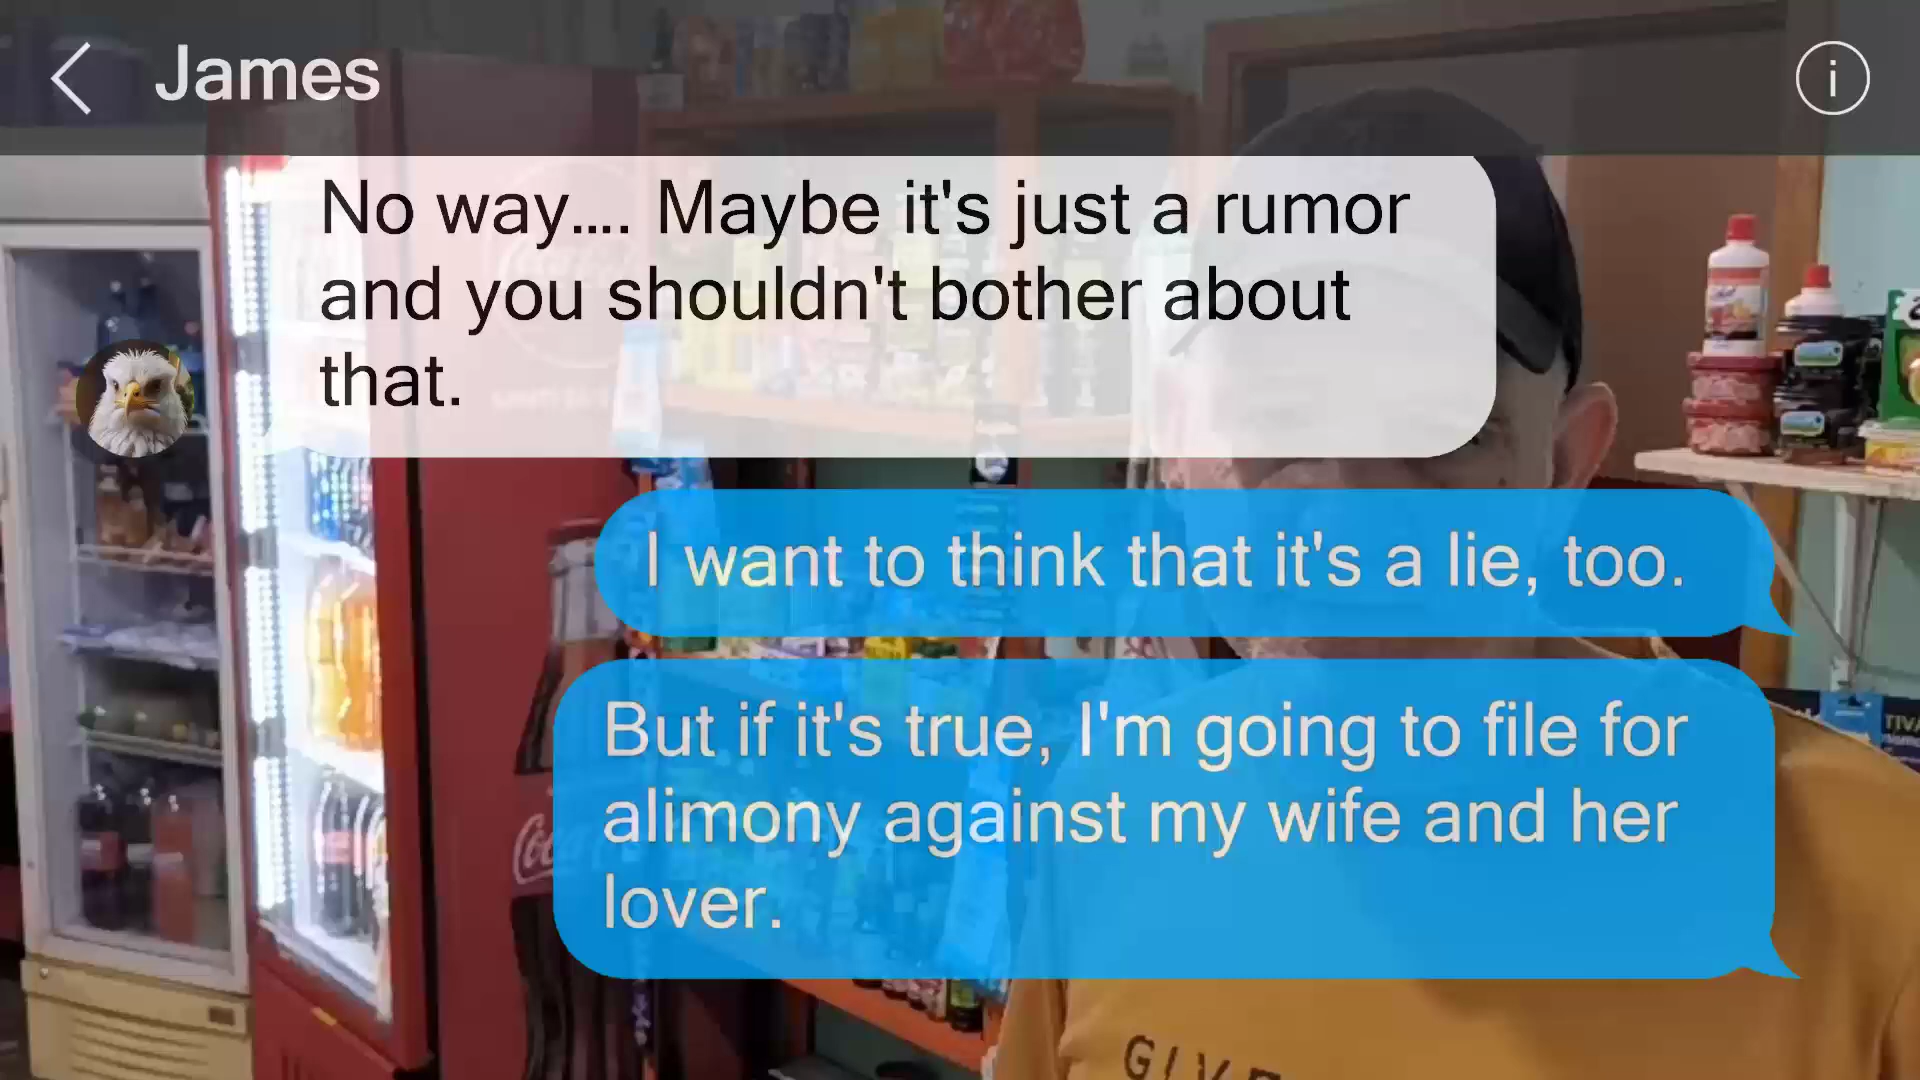 James
No way.... Maybe it's just a rumor
and you shouldn't bother about
that.
I want to think that it's a lie, too.
But if it's true, I'm going to file for
alimony against my wife and her
lover.